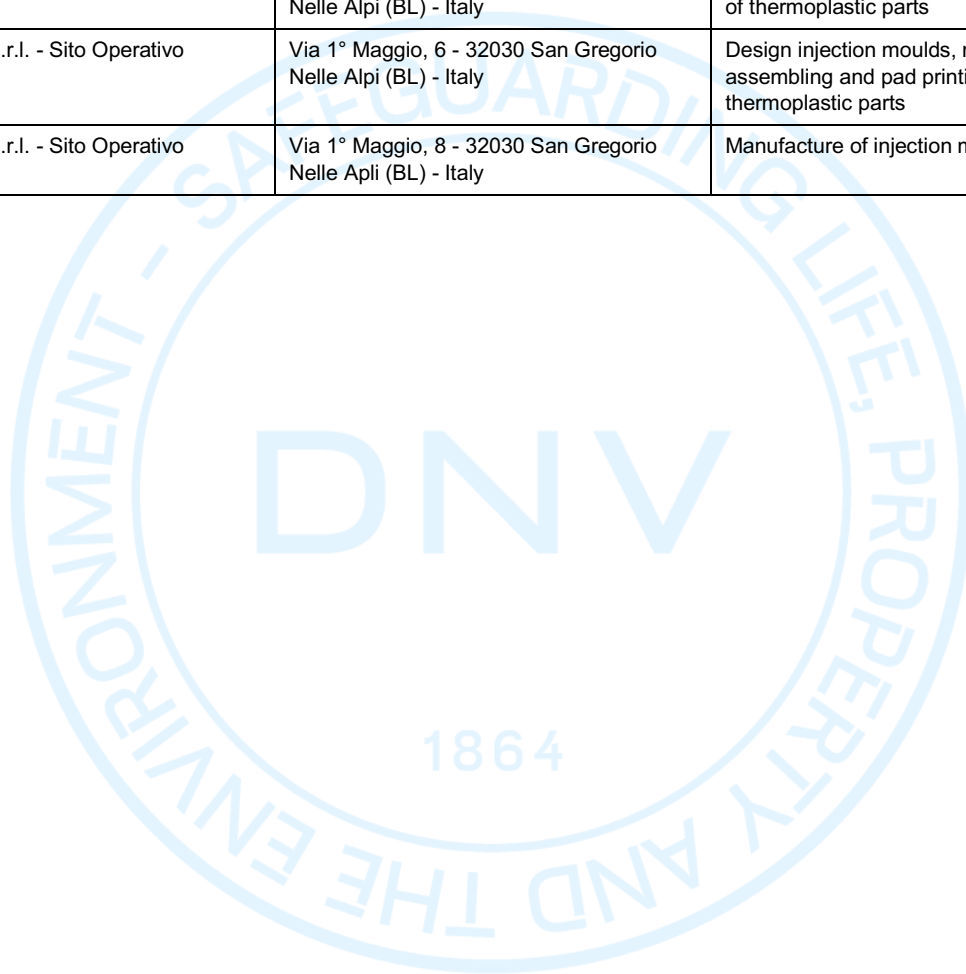 Nelle Alpi (BL) - Italy
of thermoplastic parts
.r.l. - Sito Operativo
Via 1° Maggio, 6 - 32030 San Gregorio
Nelle Alpi (BL) - Italy
Design injection moulds,
assembling and pad
thermoplastic parts
.r.l. - Sito Operativo
Via 1° Maggio, 8 - 32030 San Gregorio
Nelle Apli (BL) - Italy
Manufacture of injection
SAFEGUARDING LIFE, PROPERTY AND THE ENVIRONMENT -
DNV
1864